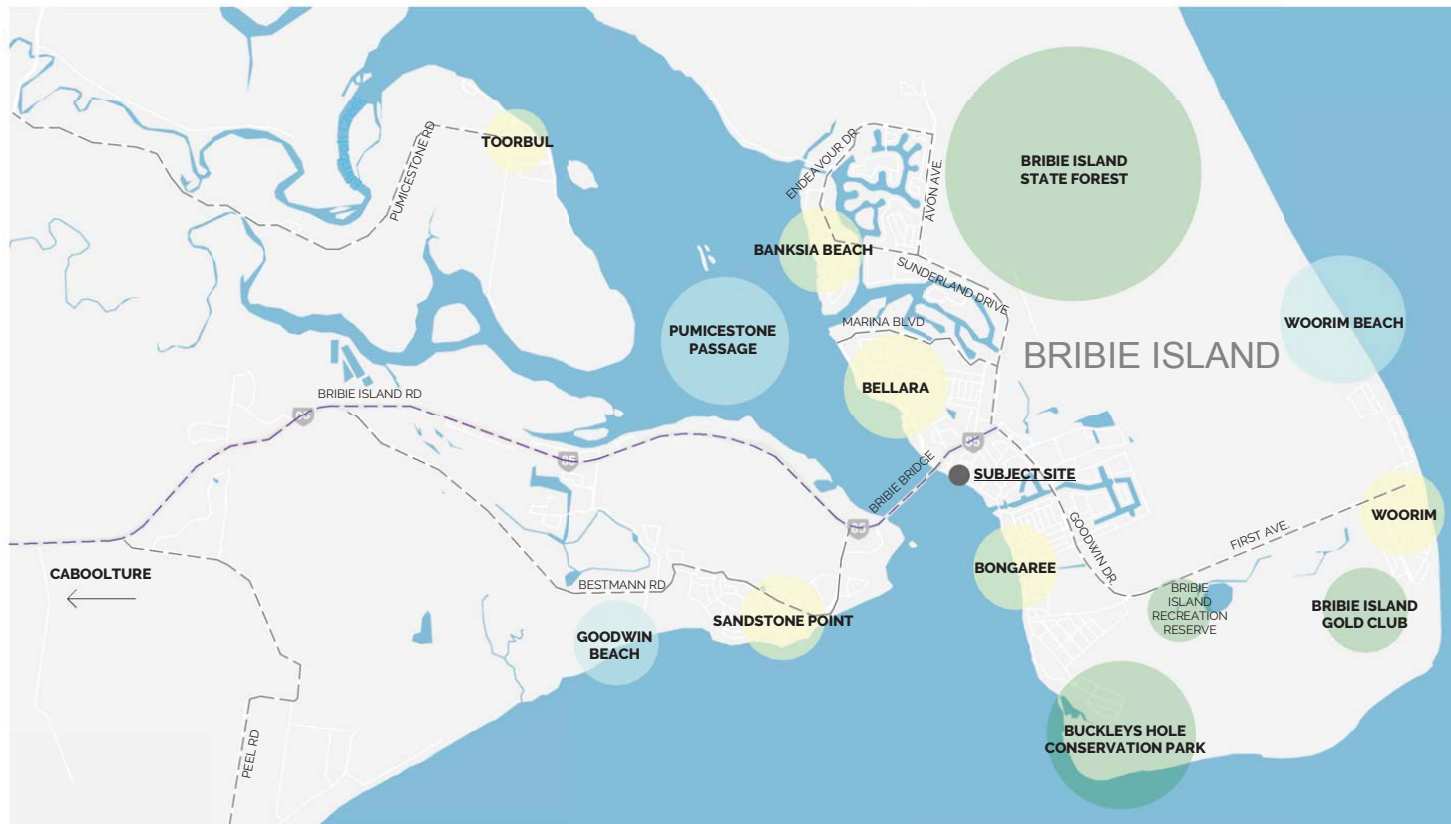 TOORBUL
PUMICESTONE RD
ENDEAVOUR DR
AVON AVE.
BRIBIE ISLAND
STATE FOREST
BANKSIA BEACH
SUNDERLAND DRIVE
PUMICESTONE
PASSAGE
MARINA BLVD
WOORIM BEACH
BRIBIE ISLAND
BELLARA
BRIBIE ISLAND RD
85
BRIBIE BRIDGE
SUBJECT SITE
GOODWIN DR.
FIRST AVE.
WOORIM
CABOOLTURE
BESTMANN RD
BONGAREE
BRIBIE
ISLAND
RECREATION
RESERVE
BRIBIE ISLAND
GOLD CLUB
GOODWIN
BEACH
SANDSTONE POINT
BUCKLEYS HOLE
CONSERVATION PARK
PEEL RD